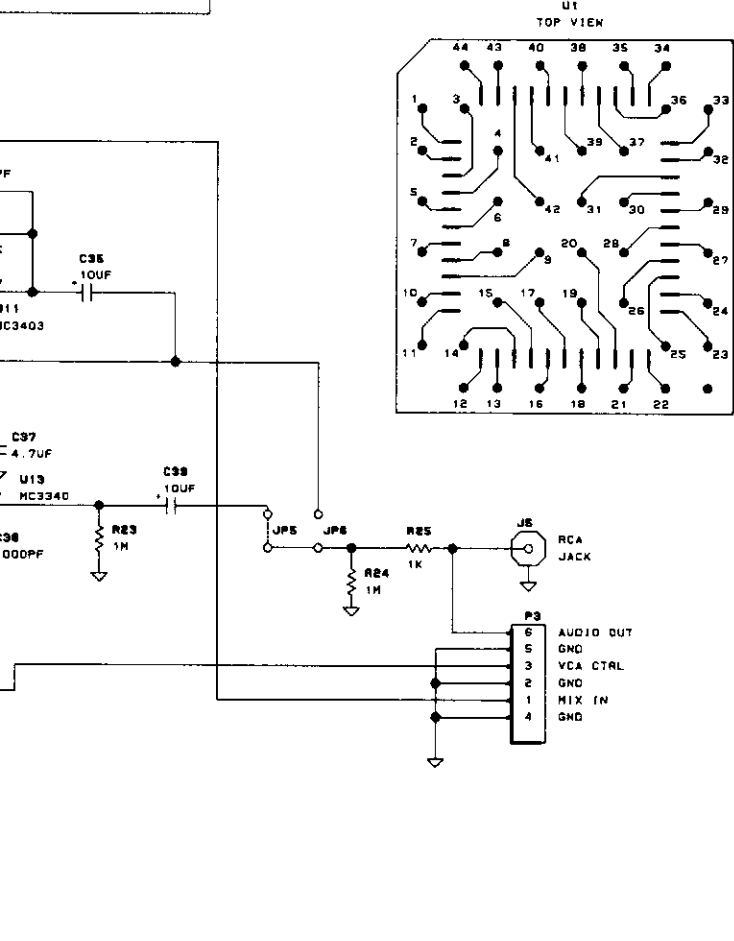 U1
TOP VIEW
44 43 40 38 35 34
1 3 36 33
2 4 41 39 37 32
5 6 42 31 30 29
7 8 9 20 28 27
10 15 17 19 26 24
11 14 25 23
12 13 16 18 21 22
C35
10UF
MC3403
C37
4.7UF
U13
MC3340
C39
10UF
R23
1M
JP5
JP6
R25
1K
R24
1M
J5
RCA
JACK
P3
6 AUDIO OUT
5 GND
3 VCA CTRL
2 GND
1 MIX IN
4 GND